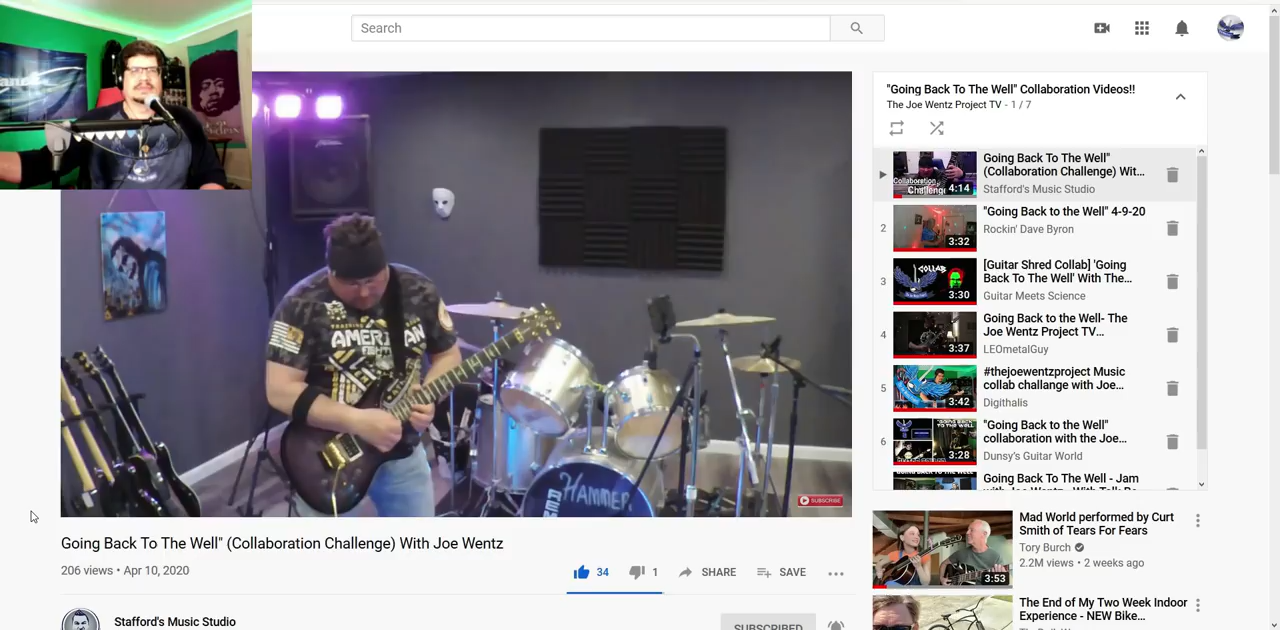 Search
"Going Back To The Well" Collaboration Videos!!
The Joe Wentz Project TV - 1 / 7
Going Back To The Well"
(Collaboration Challenge) Wit...
Stafford's Music Studio
Collaboration
Challenge
4:14
2
"Going Back to the Well" 4-9-20
Rockin' Dave Byron
3:32
3
[Guitar Shred Collab] 'Going
Back To The Well' With The...
Guitar Meets Science
COLLAB
3:30
4
Going Back to the Well- The
Joe Wentz Project TV...
LEOmetalGuy
3:37
5
#thejoewentzproject Music
collab challange with Joe...
Digithalis
3:42
6
"Going to the Well"
collaboration with the Joe...
Dunsy's Guitar World
3:28
Going Back To The Well - Jam
AMERICAN
FIGHTER
HAMMER
SUBSCRIBE
Going Back To The Well" (Collaboration Challenge) With Joe Wentz
206 views • Apr 10, 2020
34
1
SHARE
SAVE
Stafford's Music Studio
SUBSCRIBED
Mad World performed by Curt
Smith of Tears For Fears
Tory Burch
2.2M views • 2 weeks ago
3:53
The End of My Two Week Indoor
Experience - NEW Bike...